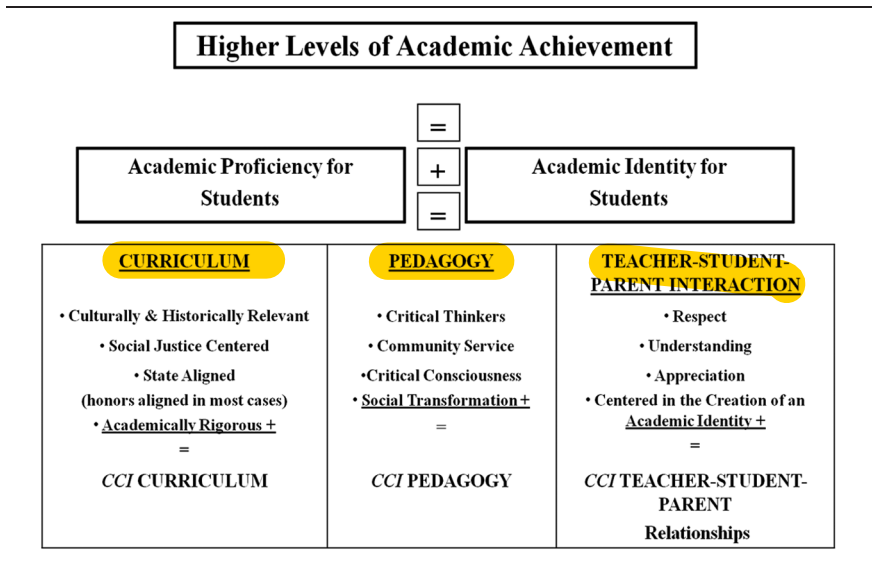 Higher Levels of Academic Achievement
=
Academic Proficiency for
Students
+
Academic Identity for
Students
=
CURRICULUM
• Culturally & Historically Relevant
• Social Justice Centered
• State Aligned
(honors aligned in most cases)
• Academically Rigorous +
=
CCI CURRICULUM
PEDAGOGY
• Critical Thinkers
• Community Service
•Critical Consciousness
• Social Transformation +
=
CCI PEDAGOGY
TEACHER-STUDENT-
PARENT INTERACTION
• Respect
• Understanding
• Appreciation
• Centered in the Creation of an
Academic Identity +
=
CCI TEACHER-STUDENT-
PARENT
Relationships